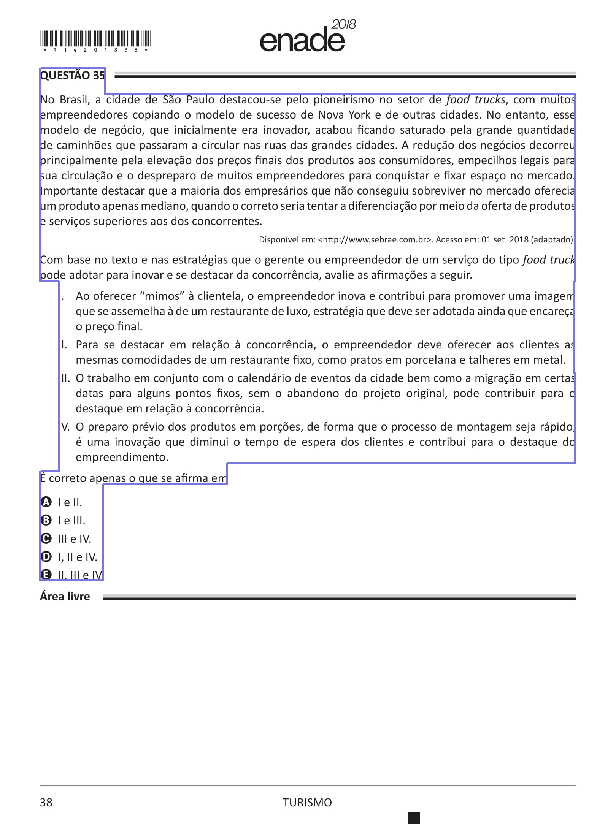 *R1420183838*
enade2018
QUESTÃO 35
No Brasil, a cidade de São Paulo destacou-se pelo pioneirismo no setor de food trucks, com muitos
empreendedores copiando o modelo de sucesso de Nova York e de outras cidades. No entanto, esse
modelo de negócio, que inicialmente era inovador, acabou ficando saturado pela grande quantidade
de caminhões que passaram a circular nas ruas das grandes cidades. A redução dos negócios decorreu
principalmente pela elevação dos preços finais dos produtos aos consumidores, empecilhos legais para
sua circulação e o despreparo de muitos empreendedores para conquistar e fixar espaço no mercado.
Importante destacar que a maioria dos empresários que não conseguiu sobreviver no mercado oferecia
um produto apenas mediano, quando o correto seria tentar a diferenciação por meio da oferta de produtos
e serviços superiores aos dos concorrentes.
Disponível em: <http://www.sebrae.com.br>. Acesso em: 01 set. 2018 (adaptado).
Com base no texto e nas estratégias que o gerente ou empreendedor de um serviço do tipo food truck
pode adotar para inovar e se destacar da concorrência, avalie as afirmações a seguir.
I. Ao oferecer "mimos" à clientela, o empreendedor inova e contribui para promover uma imagem
que se assemelha à de um restaurante de luxo, estratégia que deve ser adotada ainda que encareça
o preço final.
II. Para se destacar em relação à concorrência, o empreendedor deve oferecer aos clientes as
mesmas comodidades de um restaurante fixo, como pratos em porcelana e talheres em metal.
III. O trabalho em conjunto com o calendário de eventos da cidade bem como a migração em certas
datas para alguns pontos fixos, sem o abandono do projeto original, pode contribuir para o
destaque em relação à concorrência.
IV. O preparo prévio dos produtos em porções, de forma que o processo de montagem seja rápido,
é uma inovação que diminui o tempo de espera dos clientes e contribui para o destaque do
empreendimento.
É correto apenas o que se afirma em
A I e II.
B I e III.
C III e IV.
D I, II e IV.
E II, III e IV
Área livre
38 TURISMO